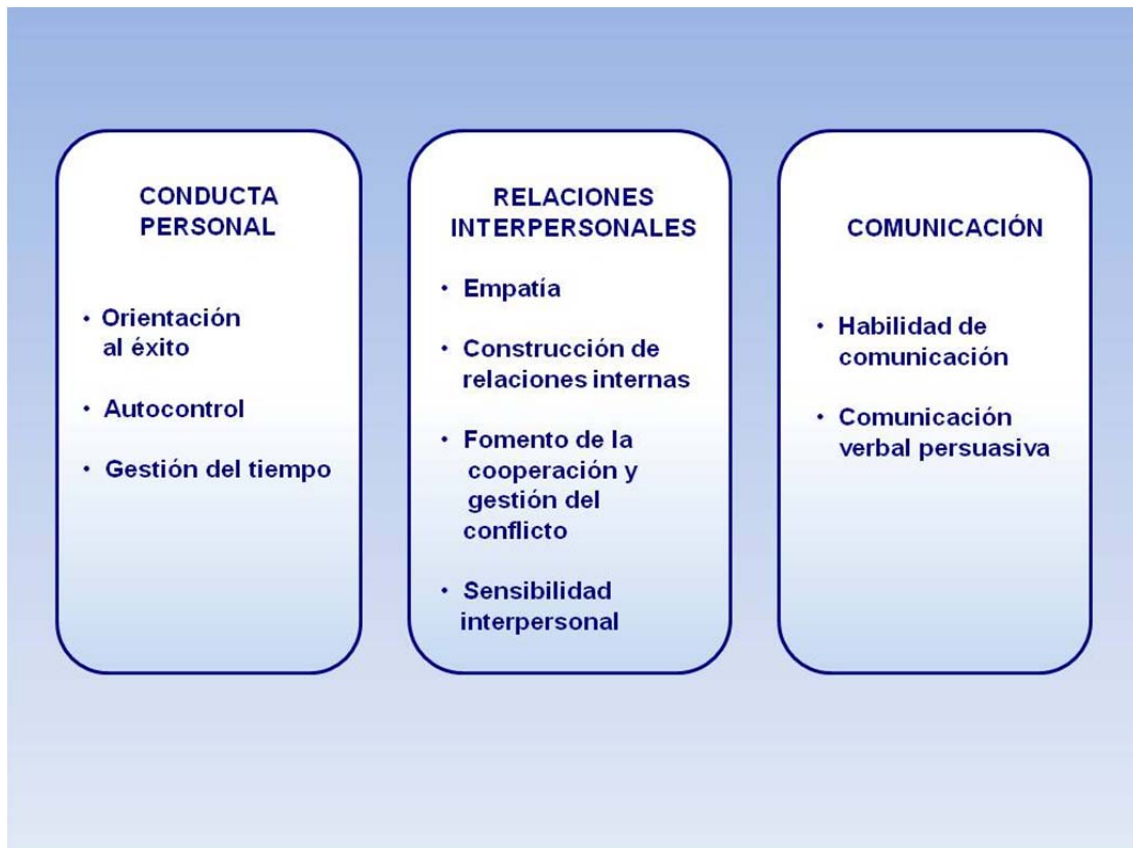 CONDUCTA
PERSONAL
• Orientación
al éxito
• Autocontrol
• Gestión del tiempo
RELACIONES
INTERPERSONALES
• Empatía
• Construcción de
relaciones internas
• Fomento de la
cooperación y
gestión del
conflicto
• Sensibilidad
interpersonal
COMUNICACIÓN
• Habilidad de
comunicación
• Comunicación
verbal persuasiva